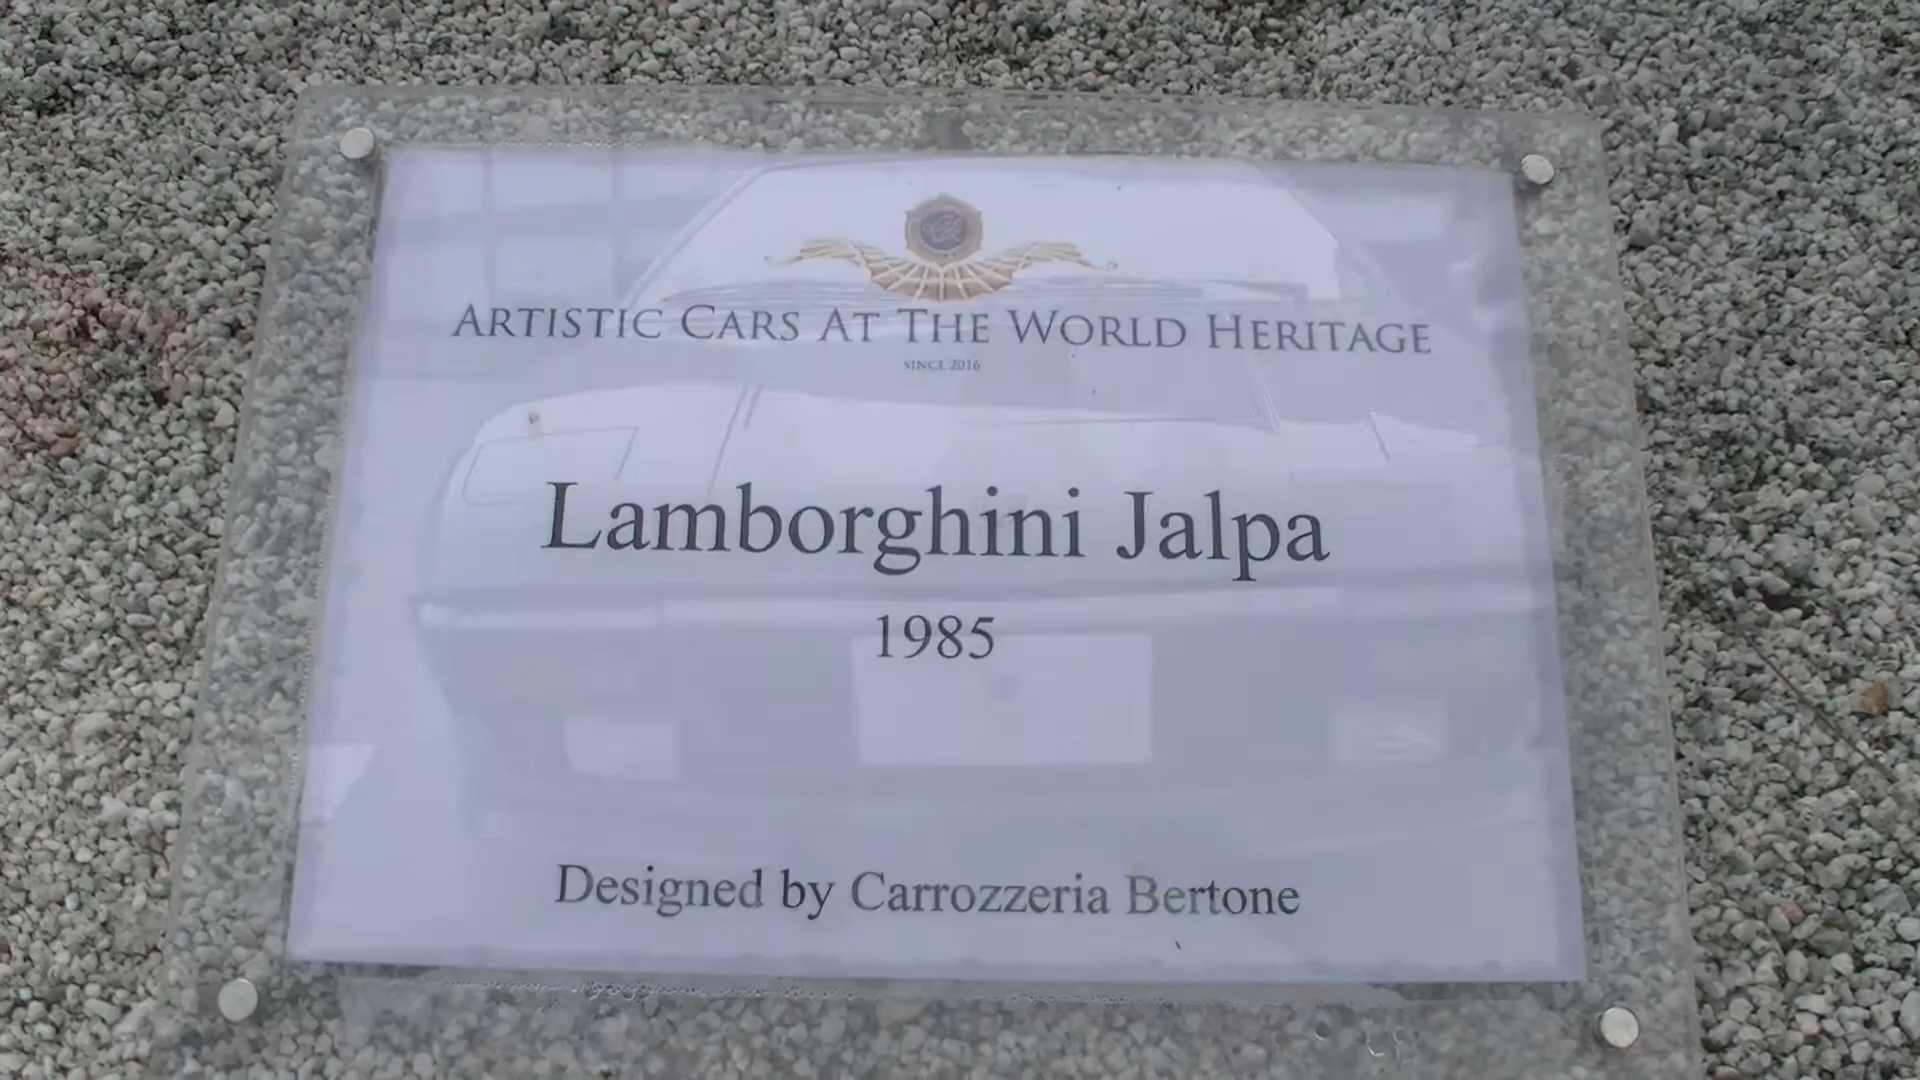 ARTISTIC CARS AT THE WORLD HERITAGE
SINCE 2016
Lamborghini Jalpa
1985
Designed by Carrozzeria Bertone